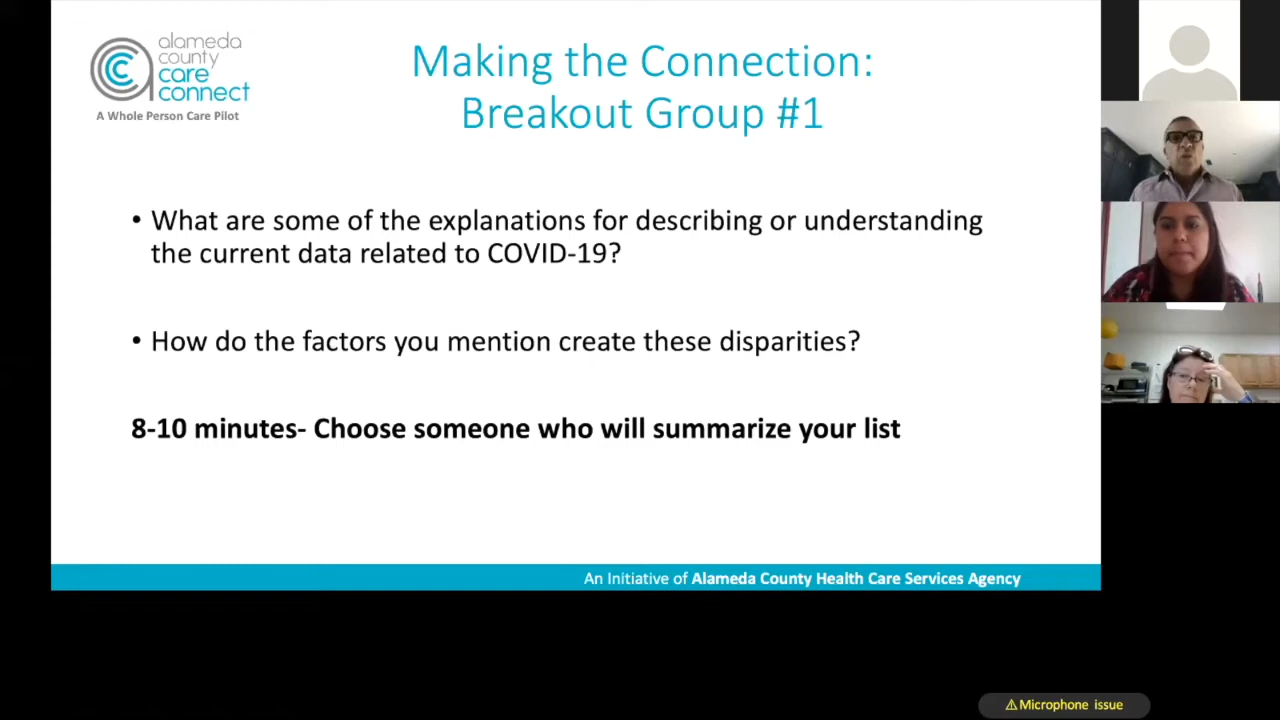 alameda
county
care
connect
A Whole Person Care Pilot
Making the Connection:
Breakout Group #1
• What are some of the explanations for describing or understanding
the current data related to COVID-19?
• How do the factors you mention create these disparities?
8-10 minutes- Choose someone who will summarize your list
An Initiative of Alameda County Health Care Services Agency
⚠Microphone issue